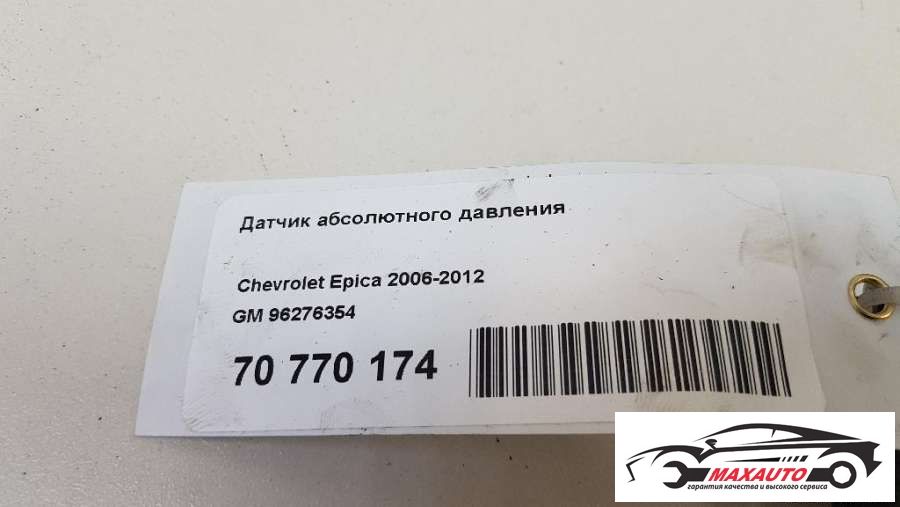 Датчик абсолютного давления
Chevrolet Epica 2006-2012
GM 96276354
70 770 174
MAXAUTO
гарантия качества и высокого сервиса